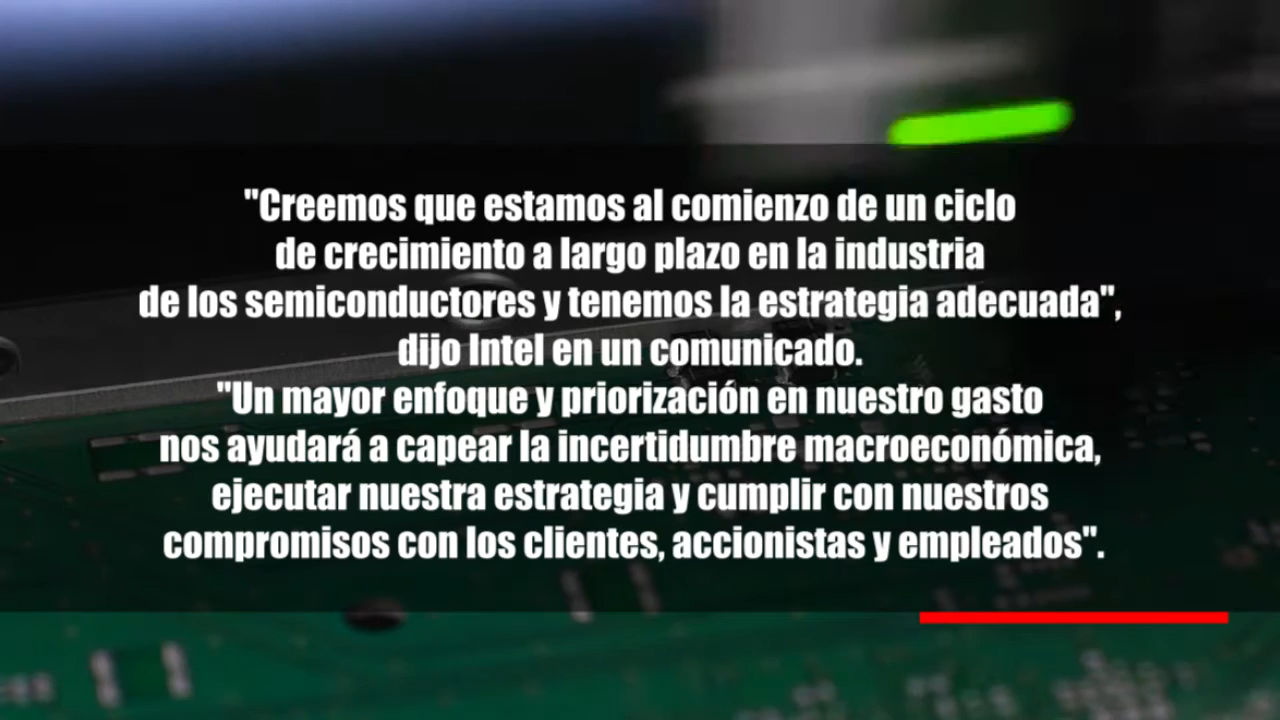 "Creemos que estamos al comienzo de un ciclo
de crecimiento a largo plazo en la industria
de los semiconductores y tenemos la estrategia adecuada",
dijo Intel en un comunicado.
"Un mayor enfoque y priorización en nuestro gasto
nos ayudará a capear la incertidumbre macroeconómica,
ejecutar nuestra estrategia y cumplir con nuestros
compromisos con los clientes, accionistas y empleados".